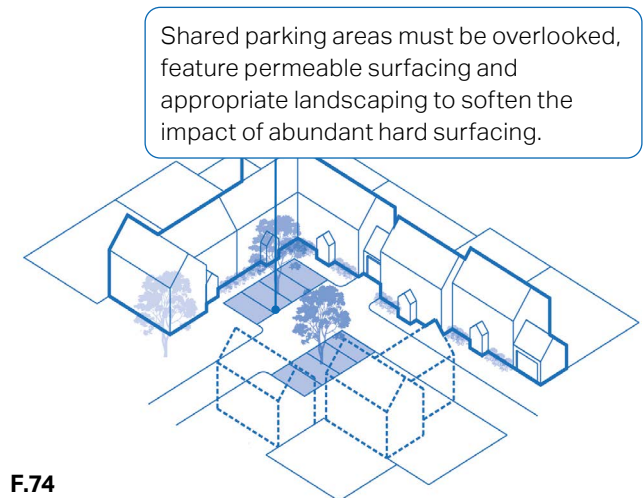 Shared parking areas must be overlooked,
feature permeable surfacing and
appropriate landscaping to soften the
impact of abundant hard surfacing.
F.74